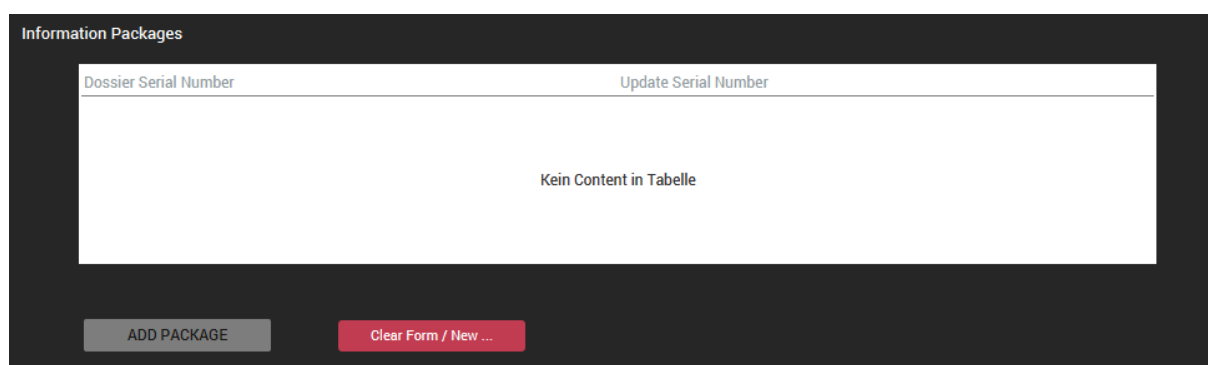 Information Packages
Dossier Serial Number Update Serial Number
Kein Content in Tabelle
ADD PACKAGE Clear Form / New ...